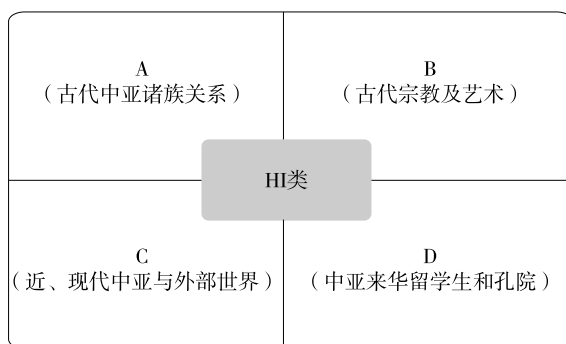 A
（古代中亚诸族关系）
B
（古代宗教及艺术）
HI类
C
（近、现代中亚与外部世界）
D
（中亚来华留学生和孔院）